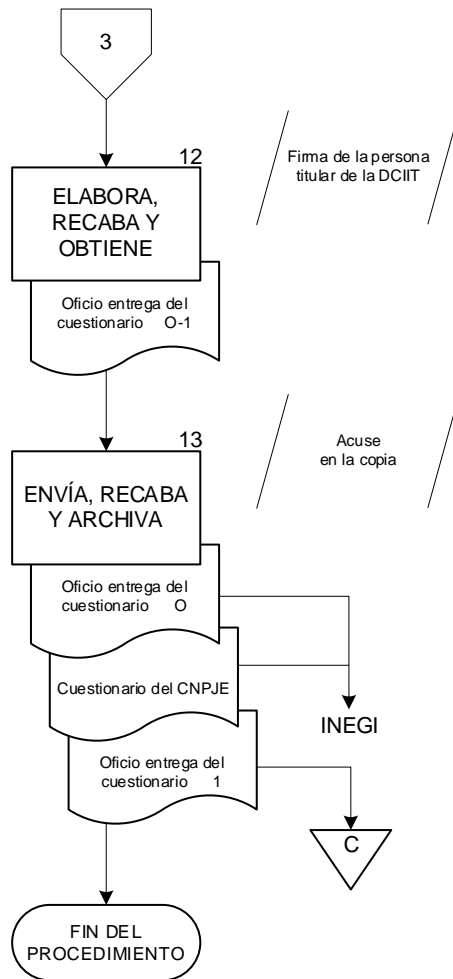 3
12
ELABORA,
RECABA Y
OBTIENE
Firma de la persona
titular de la DCIIT
Oficio entrega del
cuestionario O-1
13
ENVÍA, RECABA
Y ARCHIVA
Acuse
en la copia
Oficio entrega del
cuestionario O
Cuestionario del CNPJE
INEGI
Oficio entrega del
cuestionario 1
C
FIN DEL
PROCEDIMIENTO